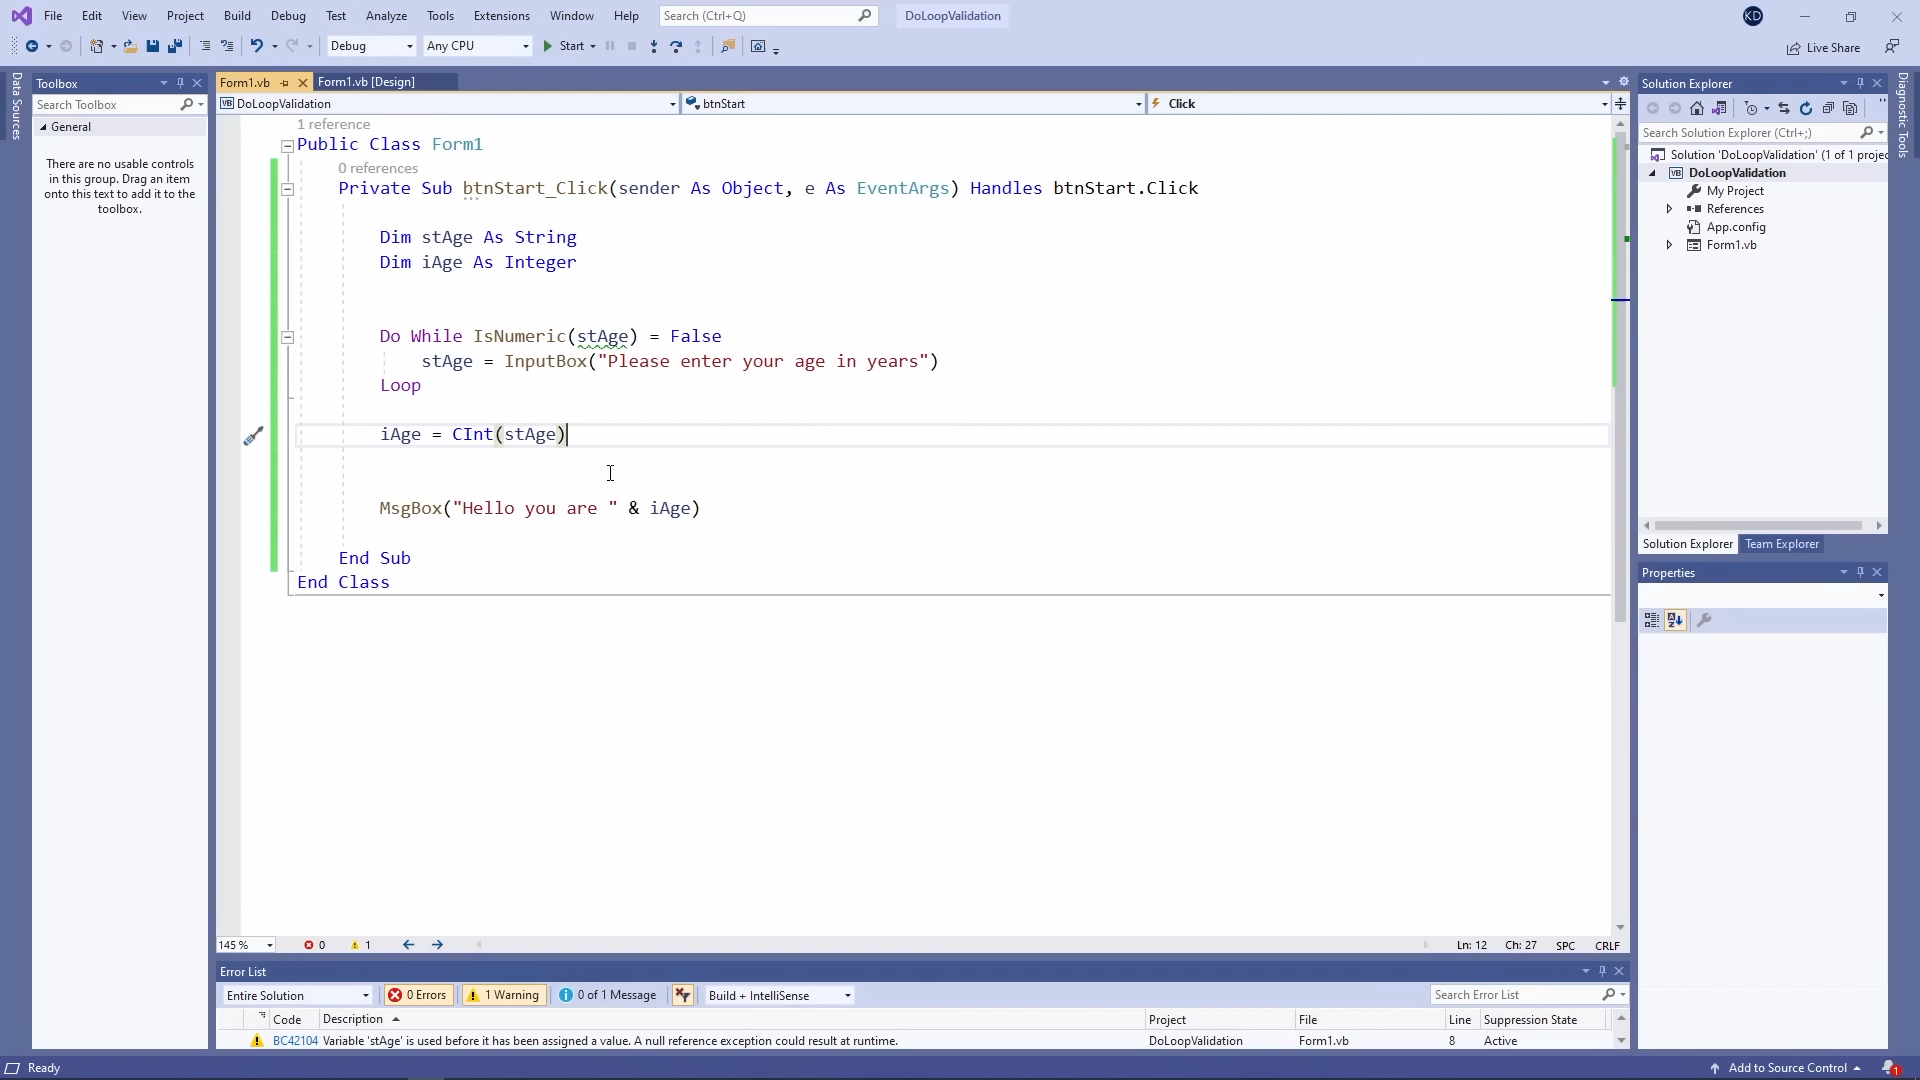 File Edit View Project Build Debug Test Analyze Tools Extensions Window Help Search (Ctrl+Q) DoLoopValidation KD
Debug Any CPU Start Live Share
Data Sources
Toolbox
Search Toolbox
General
There are no usable controls
in this group. Drag an item
onto this text to add it to the
toolbox.
Form1.vb Form1.vb [Design]
VB DoLoopValidation btnStart Click
1 reference
Public Class Form1
0 references
Private Sub btnStart_Click(sender As Object, e As EventArgs) Handles btnStart.Click
Dim stAge As String
Dim iAge As Integer
Do While IsNumeric(stAge) = False
stAge = InputBox("Please enter your age in years")
Loop
iAge = CInt(stAge)
MsgBox("Hello you are " & iAge)
End Sub
End Class
145 % 0 1 Ln: 12 Ch: 27 SPC CRLF
Error List
Entire Solution 0 Errors 1 Warning 0 of 1 Message Build + IntelliSense Search Error List
Code Description Project File Line Suppression State
BC42104 Variable 'stAge' is used before it has been assigned a value. A null reference exception could result at runtime. DoLoopValidation Form1.vb 8 Active
Solution Explorer
Search Solution Explorer (Ctrl+;)
Solution 'DoLoopValidation' (1 of 1 projec
VB DoLoopValidation
My Project
References
App.config
Form1.vb
Solution Explorer Team Explorer
Properties
Diagnostic Tools
Ready Add to Source Control 1